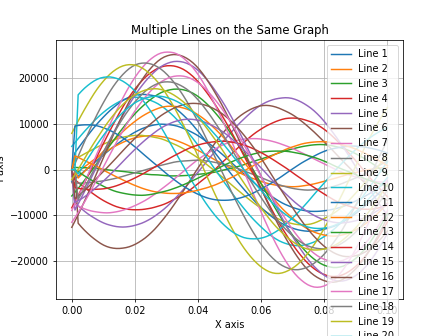 Multiple Lines on the Same Graph
20000
10000
0
−10000
−20000
0.00
0.02
0.04
0.06
0.08
X axis
Line 1
Line 2
Line 3
Line 4
Line 5
Line 6
Line 7
Line 8
Line 9
Line 10
Line 11
Line 12
Line 13
Line 14
Line 15
Line 16
Line 17
Line 18
Line 19